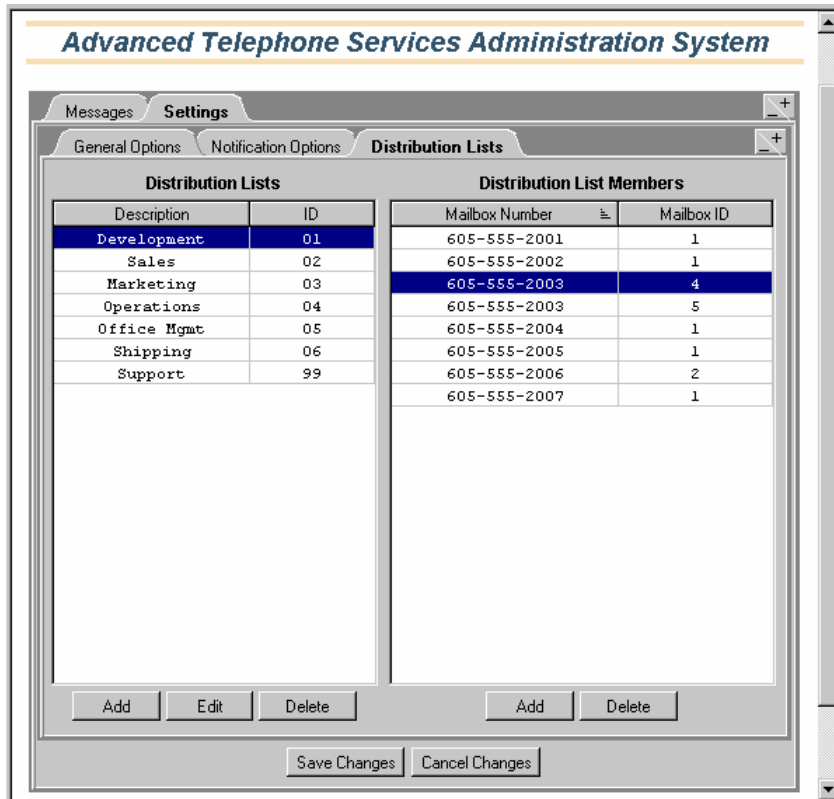 Advanced Telephone Services Administration System
Messages Settings
General Options Notification Options Distribution Lists
Distribution Lists Distribution List Members
Description ID Mailbox Number Mailbox ID
Development 01 605-555-2001 1
Sales 02 605-555-2002 1
Marketing 03 605-555-2003 4
Operations 04 605-555-2003 5
Office Mgmt 05 605-555-2004 1
Shipping 06 605-555-2005 1
Support 99 605-555-2006 2
605-555-2007 1
Add Edit Delete Add Delete
Save Changes Cancel Changes